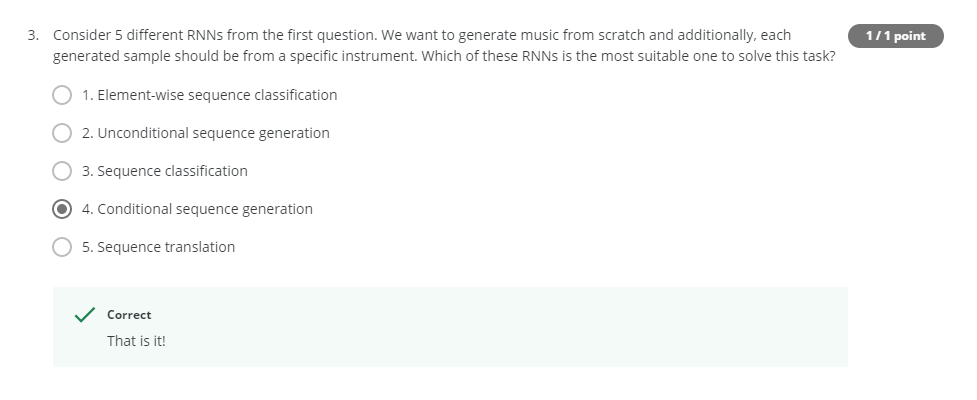 3. Consider 5 different RNNs from the first question. We want to generate music from scratch and additionally, each
generated sample should be from a specific instrument. Which of these RNNs is the most suitable one to solve this task?
1 / 1 point
1. Element-wise sequence classification
2. Unconditional sequence generation
3. Sequence classification
4. Conditional sequence generation
5. Sequence translation
Correct
That is it!